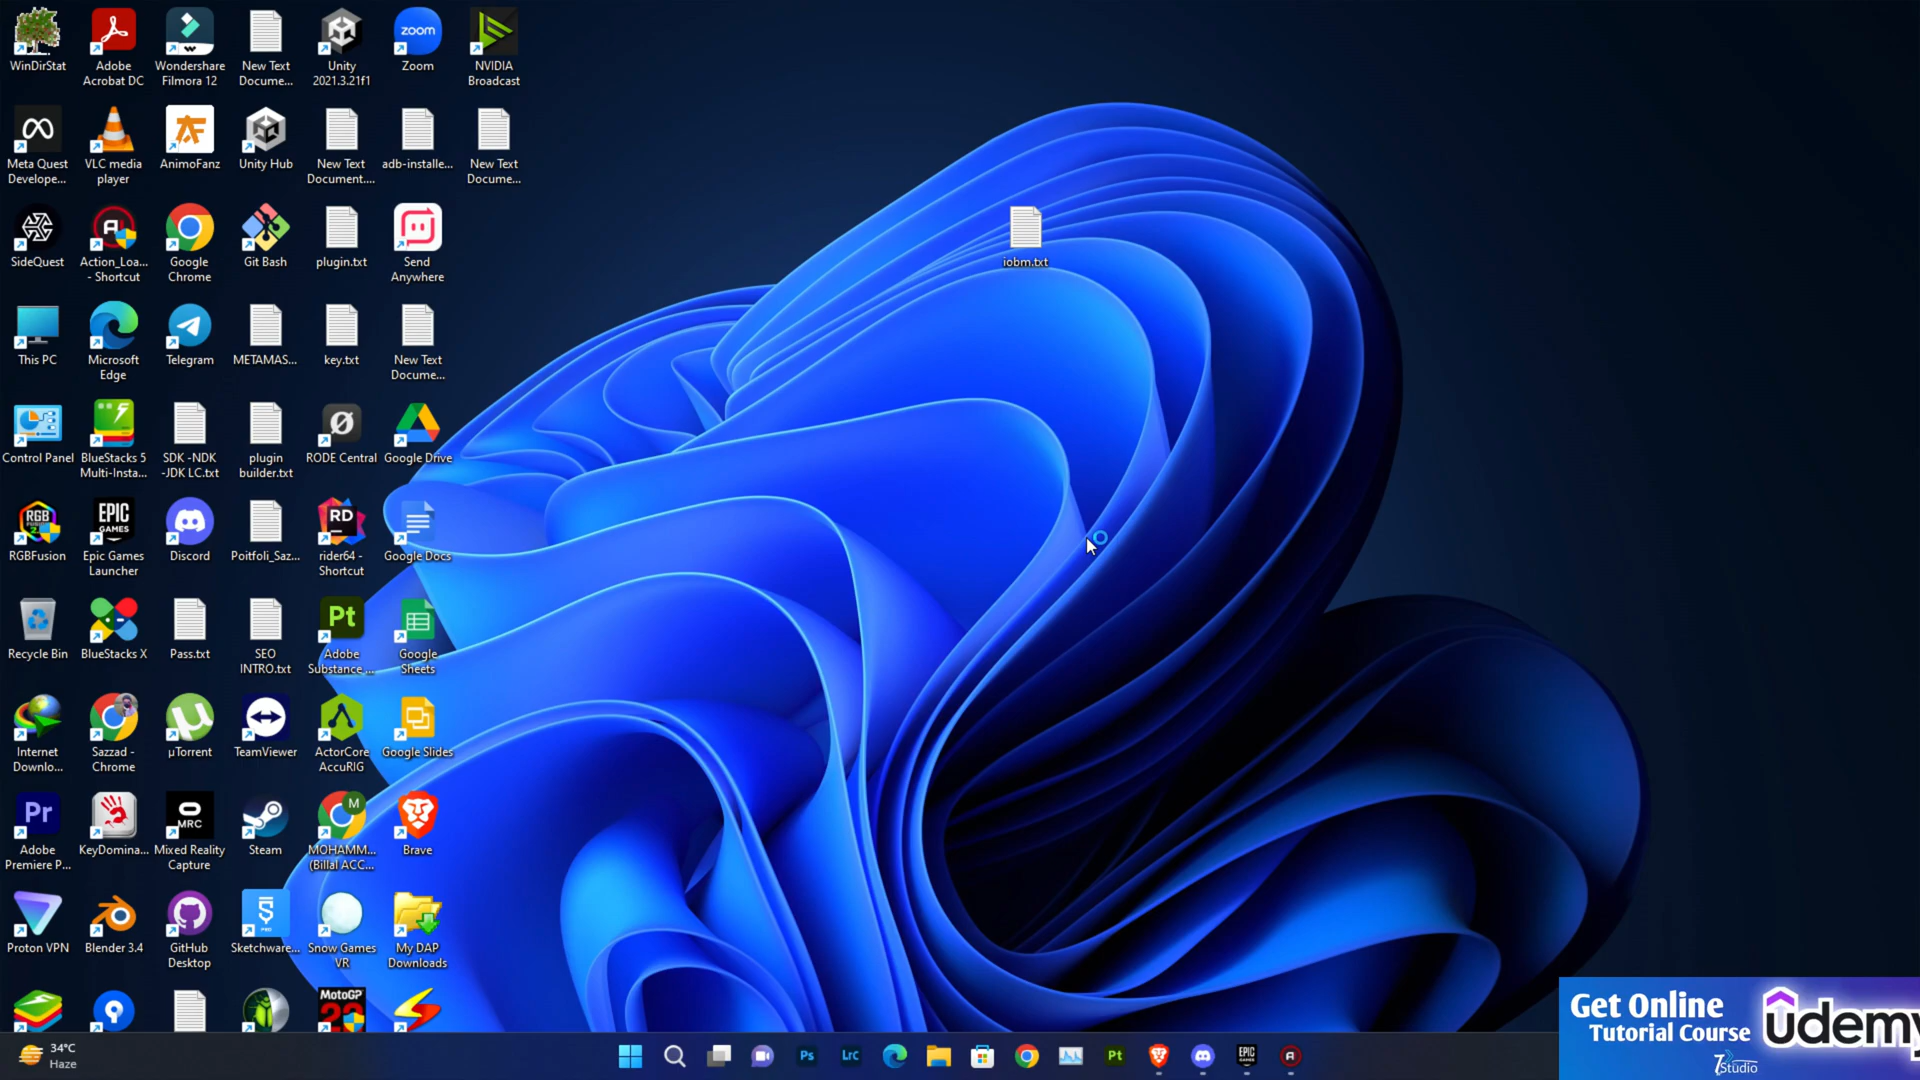 WinDirStat
Adobe
Acrobat DC
Wondershare
Filmora 12
New Text
Docume...
Unity
2021.3.21f1
zoom
Zoom
NVIDIA
Broadcast
Meta Quest
Develope...
VLC media
player
AnimoFanz
Unity Hub
New Text
Document....
adb-installe...
New Text
Docume...
SideQuest
Action_Loa...
- Shortcut
Google
Chrome
Git Bash
plugin.txt
Send
Anywhere
iobm.txt
This PC
Microsoft
Edge
Telegram
METAMAS...
key.txt
New Text
Docume...
Control Panel
BlueStacks 5
Multi-Insta...
SDK -NDK
-JDK LC.txt
plugin
builder.txt
RODE Central
Google Drive
RGB
EPIC
GAMES
RD
RGBFusion
Epic Games
Launcher
Discord
Poitfoli_Saz...
rider64 -
Shortcut
Google Docs
Pt
Recycle Bin
BlueStacks X
Pass.txt
SEO
INTRO.txt
Adobe
Substance ...
Google
Sheets
Internet
Downlo...
Sazzad -
Chrome
µTorrent
TeamViewer
ActorCore
AccuRIG
Google Slides
Pr
MRC
M
Adobe
Premiere P...
KeyDomina...
Mixed Reality
Capture
Steam
MOHAMM...
(Billal ACC...
Brave
Proton VPN
Blender 3.4
GitHub
Desktop
Sketchware...
Snow Games
VR
My DAP
Downloads
MotoGP
34°C
Haze
Ps
Lrc
Pt
EPIC
GAMES
Get Online
Tutorial Course
7Studio
udemy